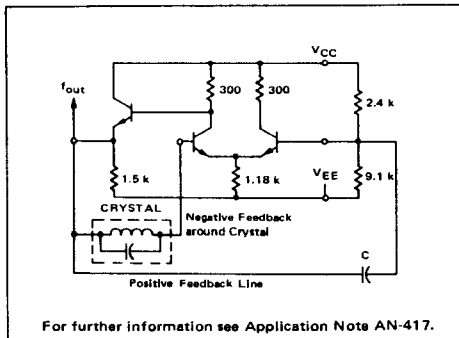 VCC
fout
300
300
2.4 k
1.5 k
1.18 k
VEE
9.1 k
CRYSTAL
Negative Feedback
around Crystal
C
Positive Feedback Line
For further information see Application Note AN-417.